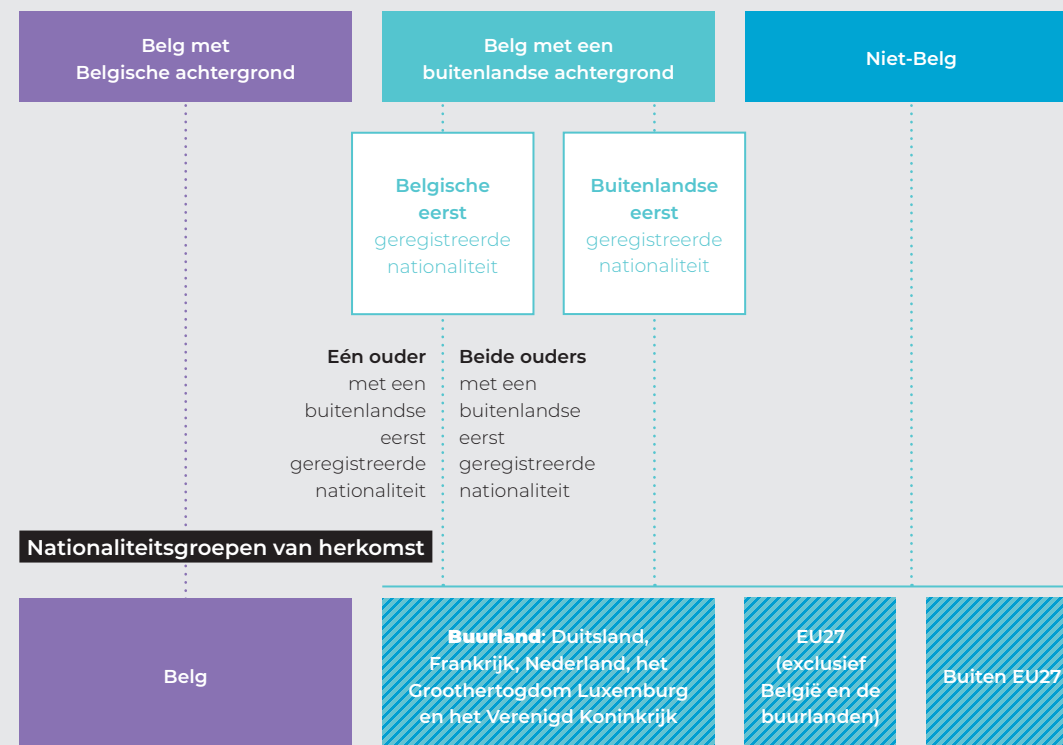 Belg met
Belgische achtergrond
Belg met een
buitenlandse achtergrond
Niet-Belg
Belgische
eerst
geregistreerde
nationaliteit
Buitenlandse
eerst
geregistreerde
nationaliteit
Eén ouder
met een
buitenlandse
eerst
geregistreerde
nationaliteit
Beide ouders
met een
buitenlandse
eerst
geregistreerde
nationaliteit
Nationaliteitsgroepen van herkomst
Belg
Buurland: Duitsland,
Frankrijk, Nederland, het
Groothertogdom Luxemburg
en het Verenigd Koninkrijk
EU27
(exclusief
België en de
buurlanden)
Buiten EU27